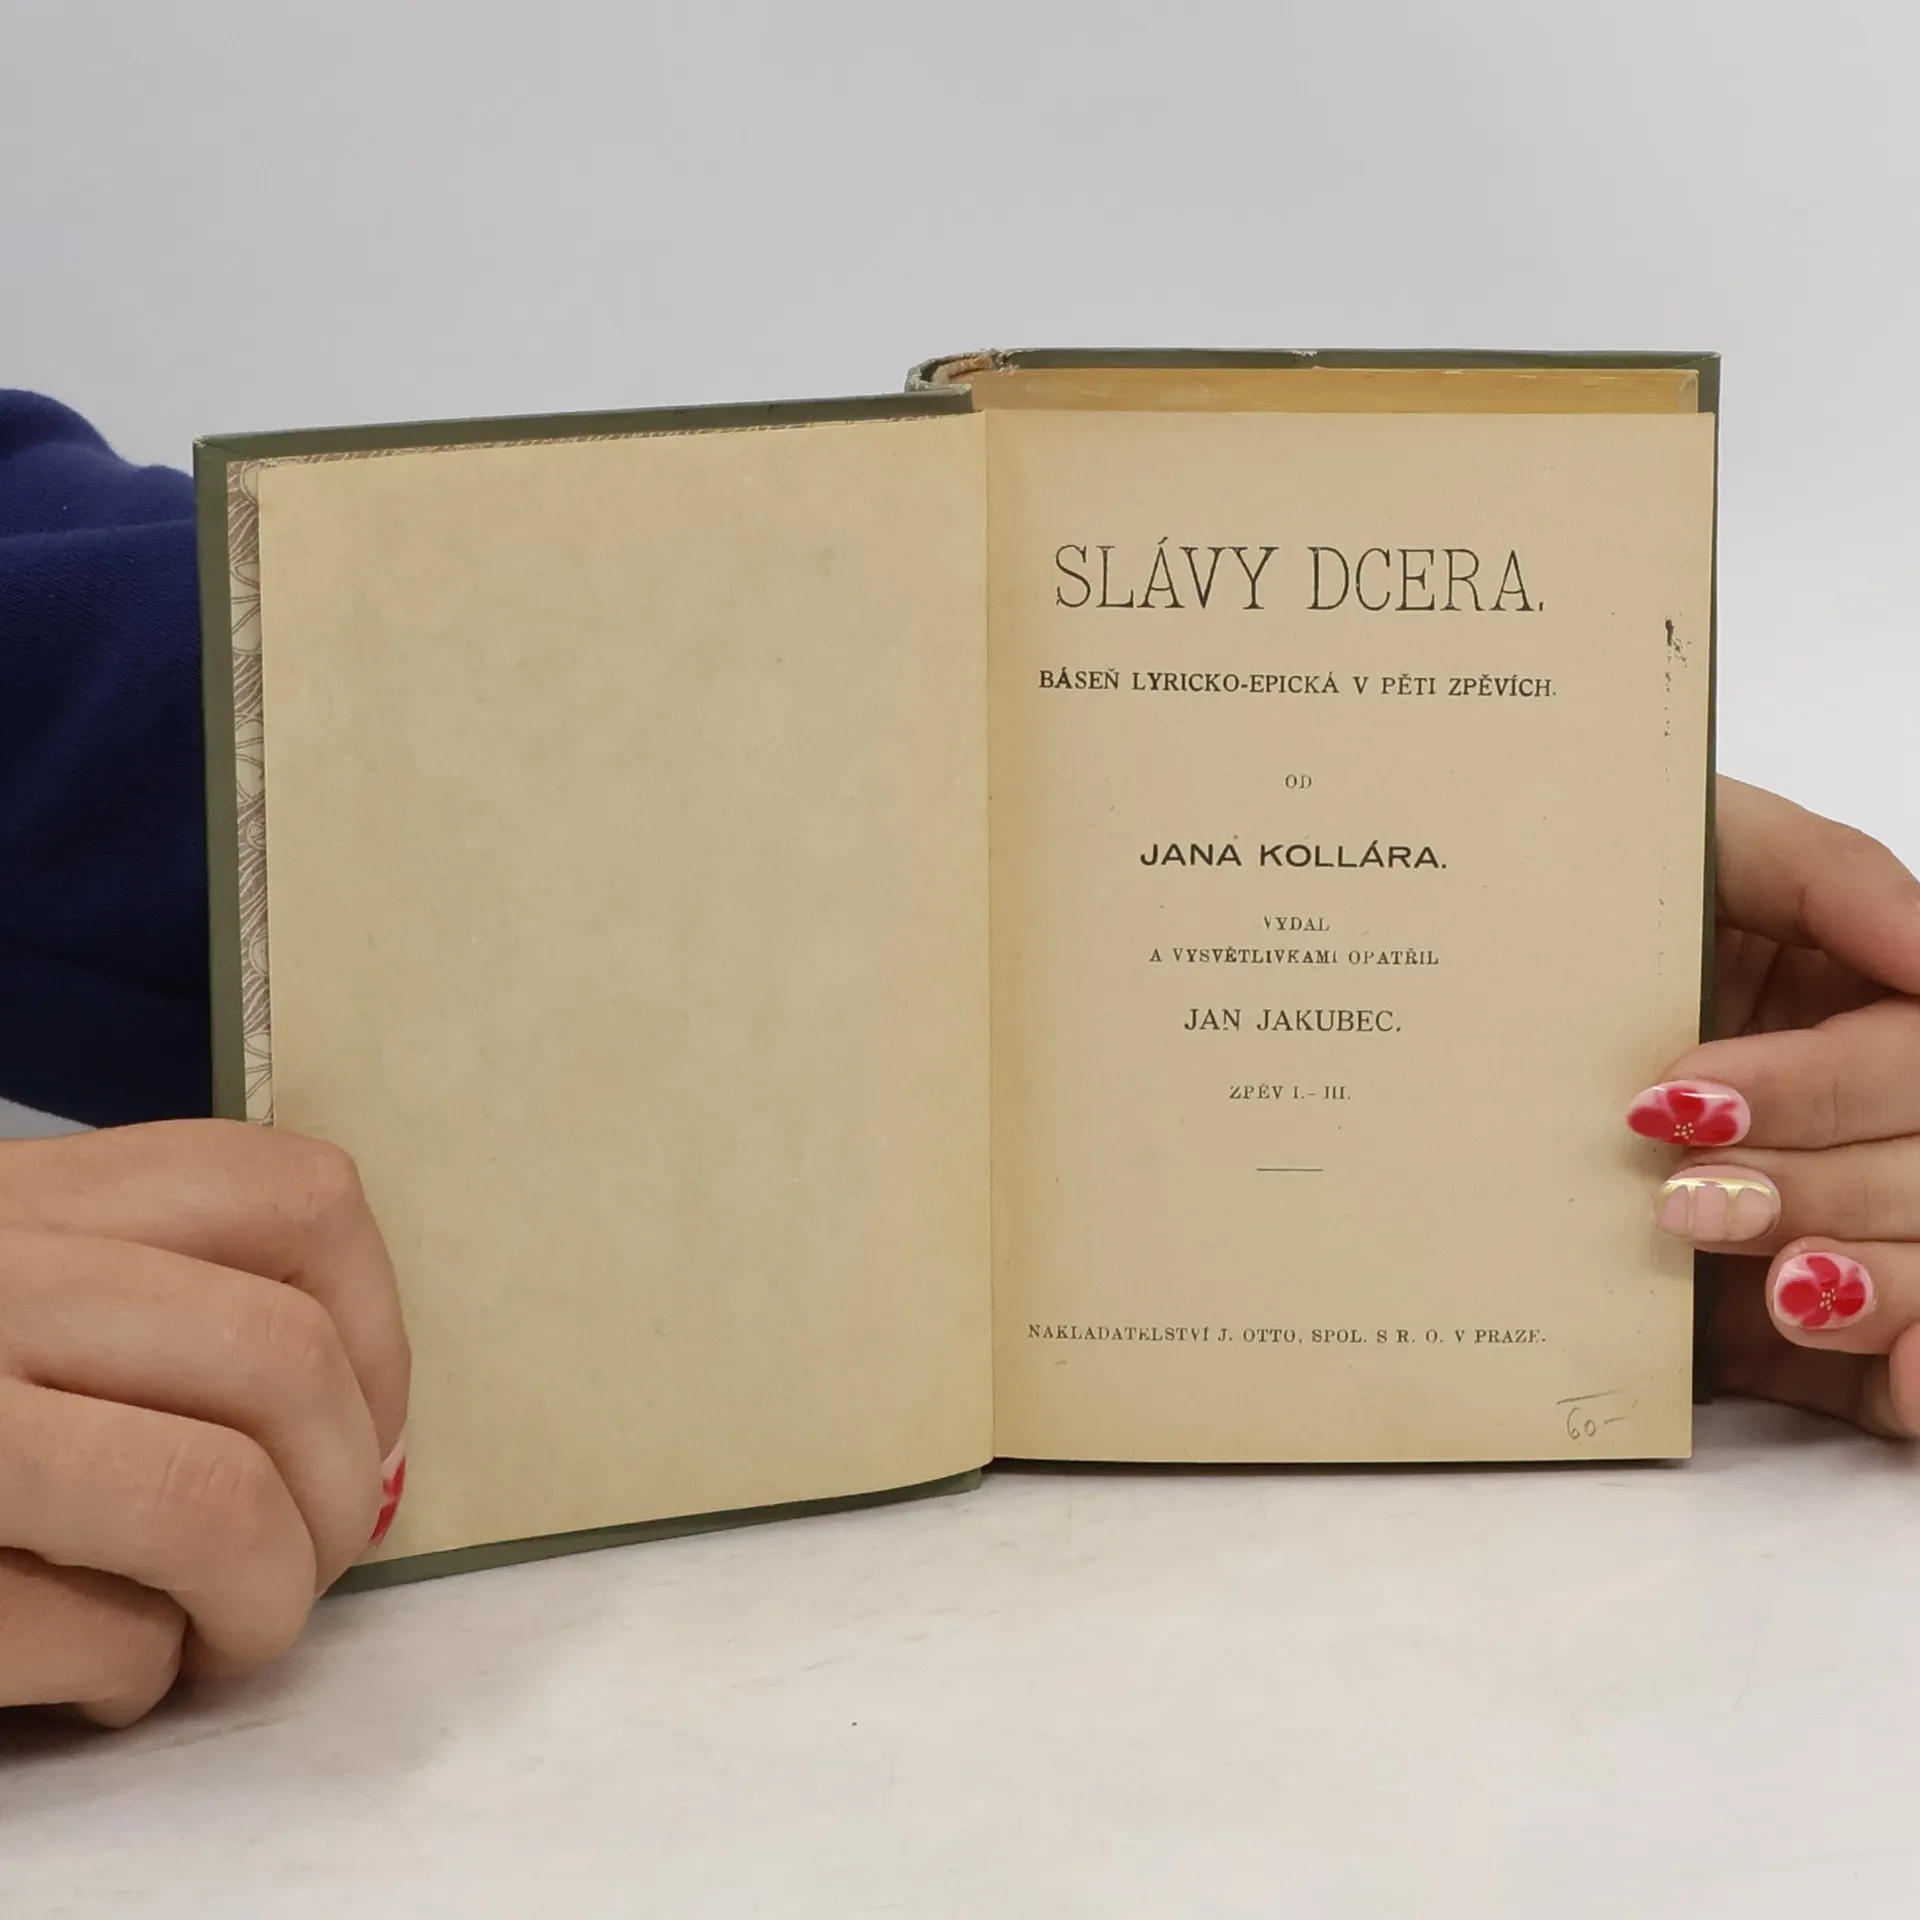 SLÁVY DCERA.
BÁSEŇ LYRICKO-EPICKÁ V PĚTI ZPĚVÍCH.
OD
JANA KOLLÁRA.
VYDAL
A VYSVĚTLIVKAMI OPATŘIL
JAN JAKUBEC.
ZPĚV I.- III.
NAKLADATELSTVÍ J. OTTO, SPOL. S R. O. V PRAZE.
60-